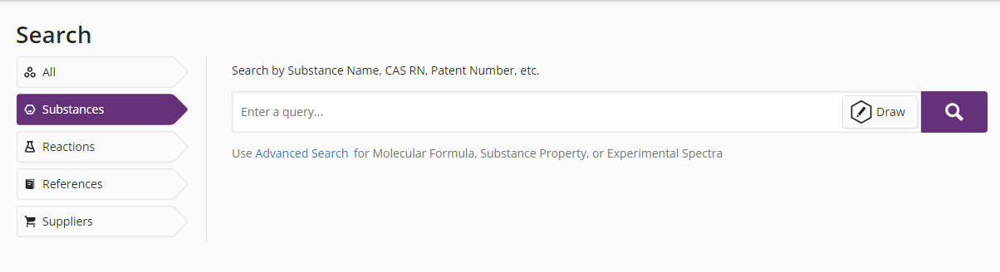 Search
All
Substances
Reactions
References
Suppliers
Search by Substance Name, CAS RN, Patent Number, etc.
Enter a query...
Draw
Use Advanced Search for Molecular Formula, Substance Property, or Experimental Spectra